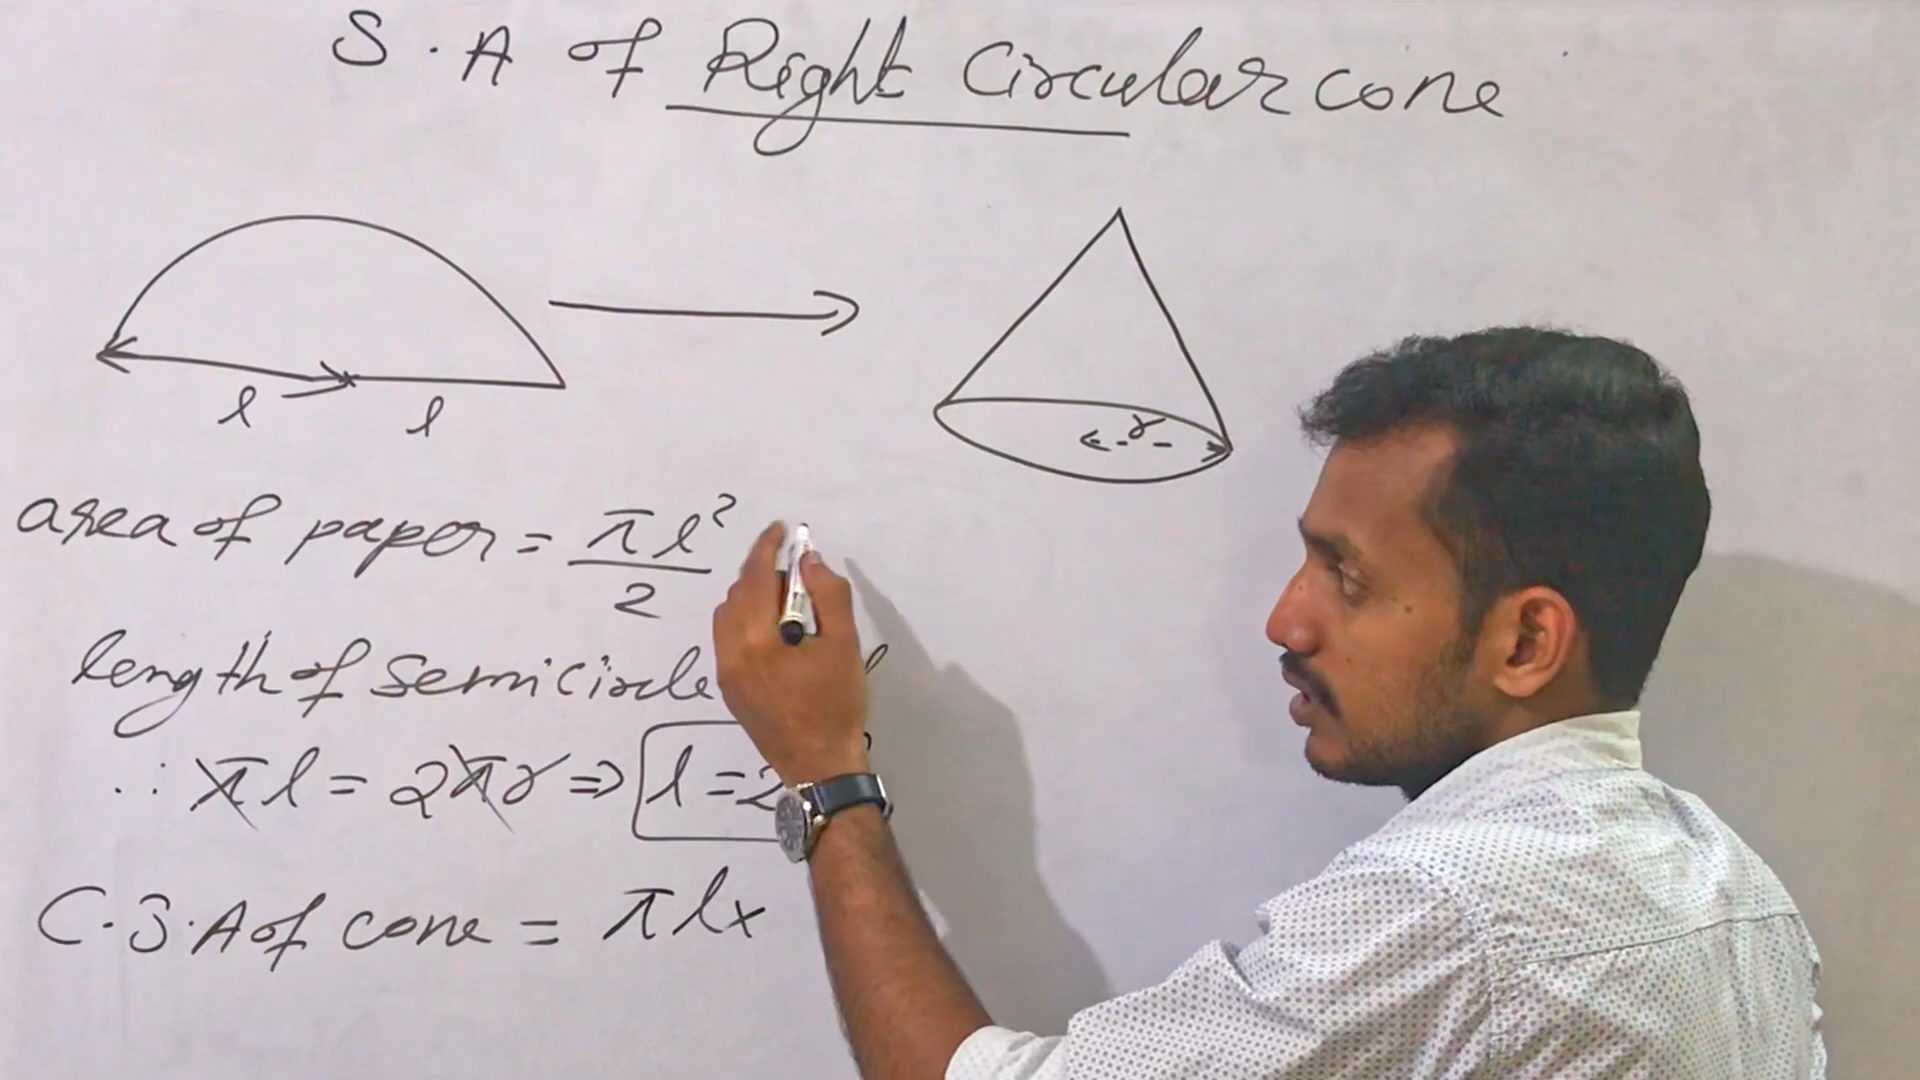 S.A of Right Circular cone
l l
r
area of paper = πl²/2
length of semicircle
∴ πl = 2πr ⇒ l = 2
C.S.A of cone = πl×